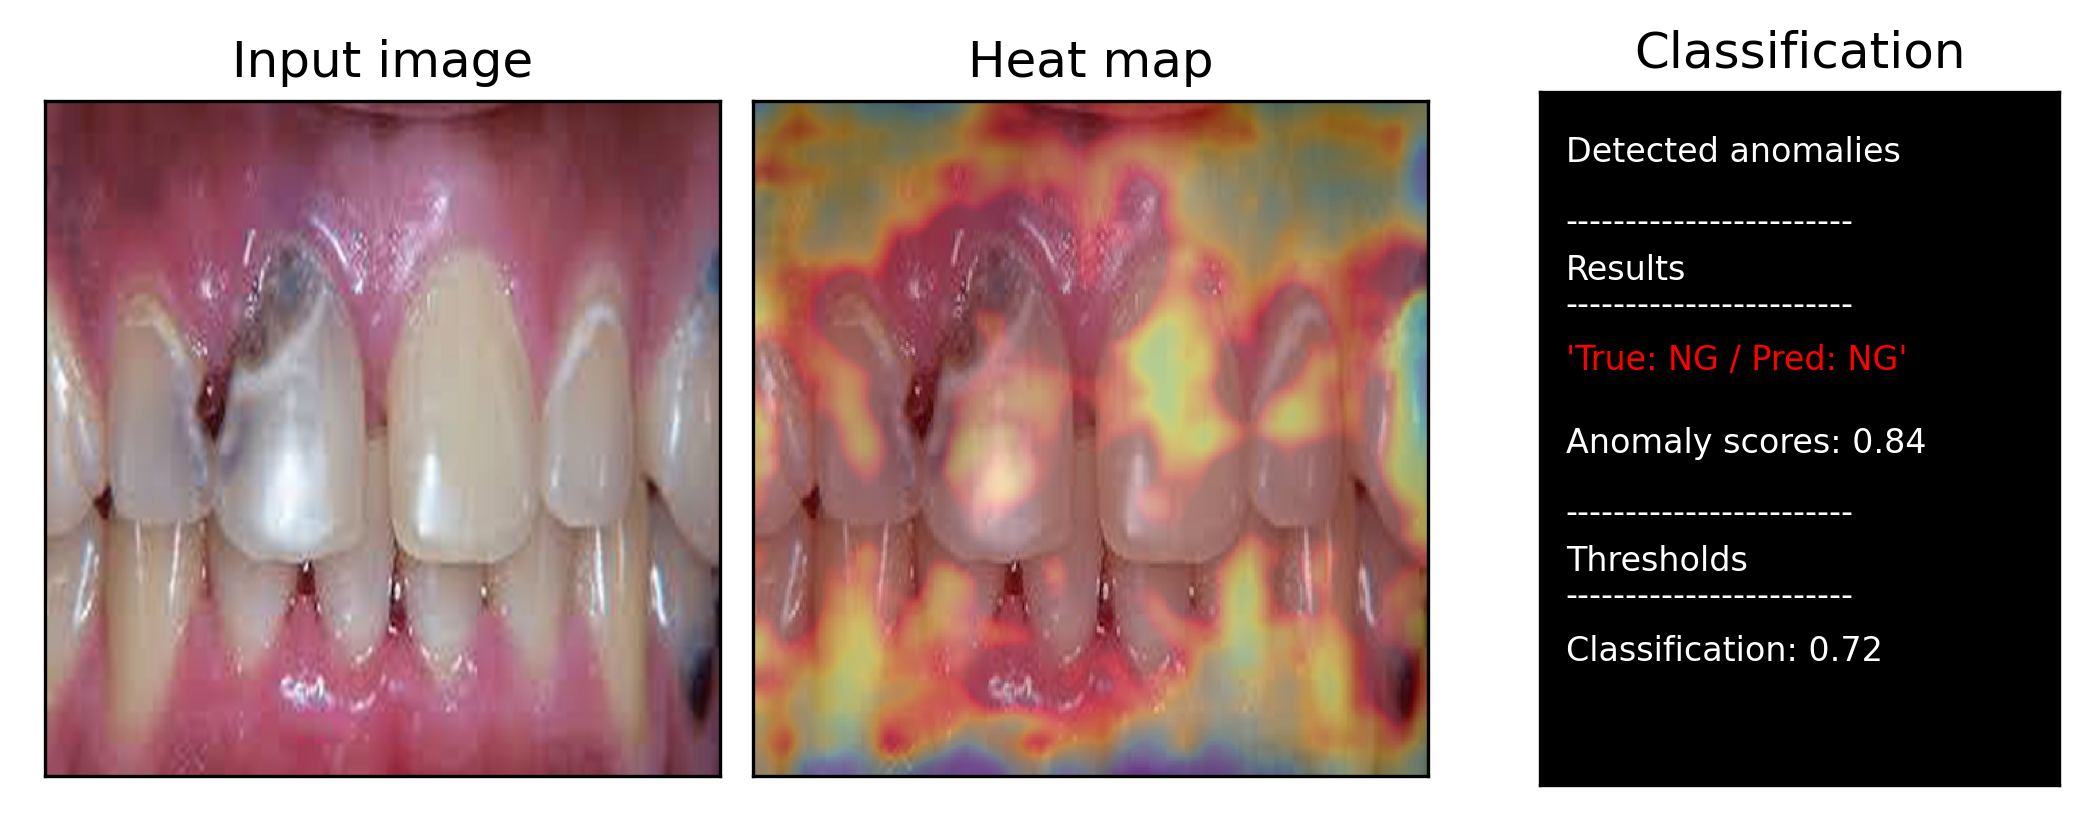 Input image
Heat map
Classification
Detected anomalies
------------------------
Results
------------------------
'True: NG / Pred: NG'
Anomaly scores: 0.84
------------------------
Thresholds
------------------------
Classification: 0.72